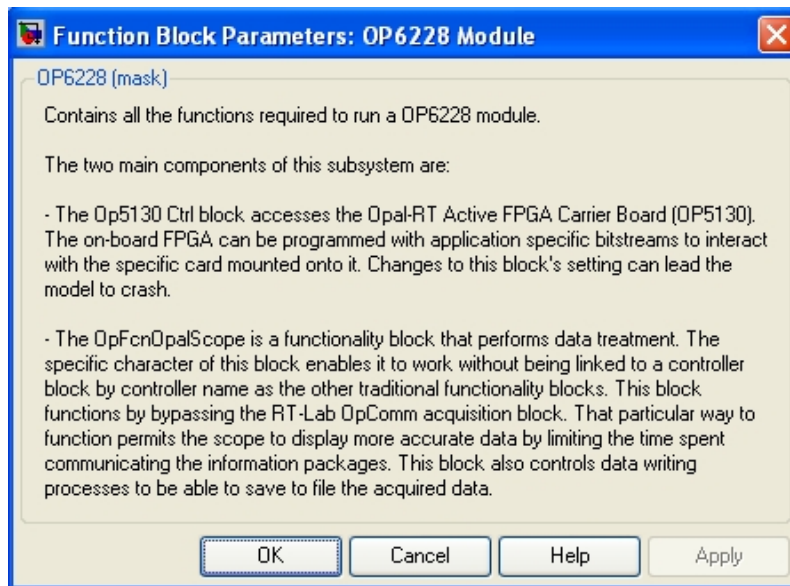 Function Block Parameters: OP6228 Module
OP6228 (mask)
Contains all the functions required to run a OP6228 module.
The two main components of this subsystem are:
- The Op5130 Ctrl block accesses the Opal-RT Active FPGA Carrier Board (OP5130).
The on-board FPGA can be programmed with application specific bitstreams to interact
with the specific card mounted onto it. Changes to this block's setting can lead the
model to crash.
- The OpFcnOpalScope is a functionality block that performs data treatment. The
specific character of this block enables it to work without being linked to a controller
block by controller name as the other traditional functionality blocks. This block
functions by bypassing the RT-Lab OpComm acquisition block. That particular way to
function permits the scope to display more accurate data by limiting the time spent
communicating the information packages. This block also controls data writing
processes to be able to save to file the acquired data.
OK Cancel Help Apply